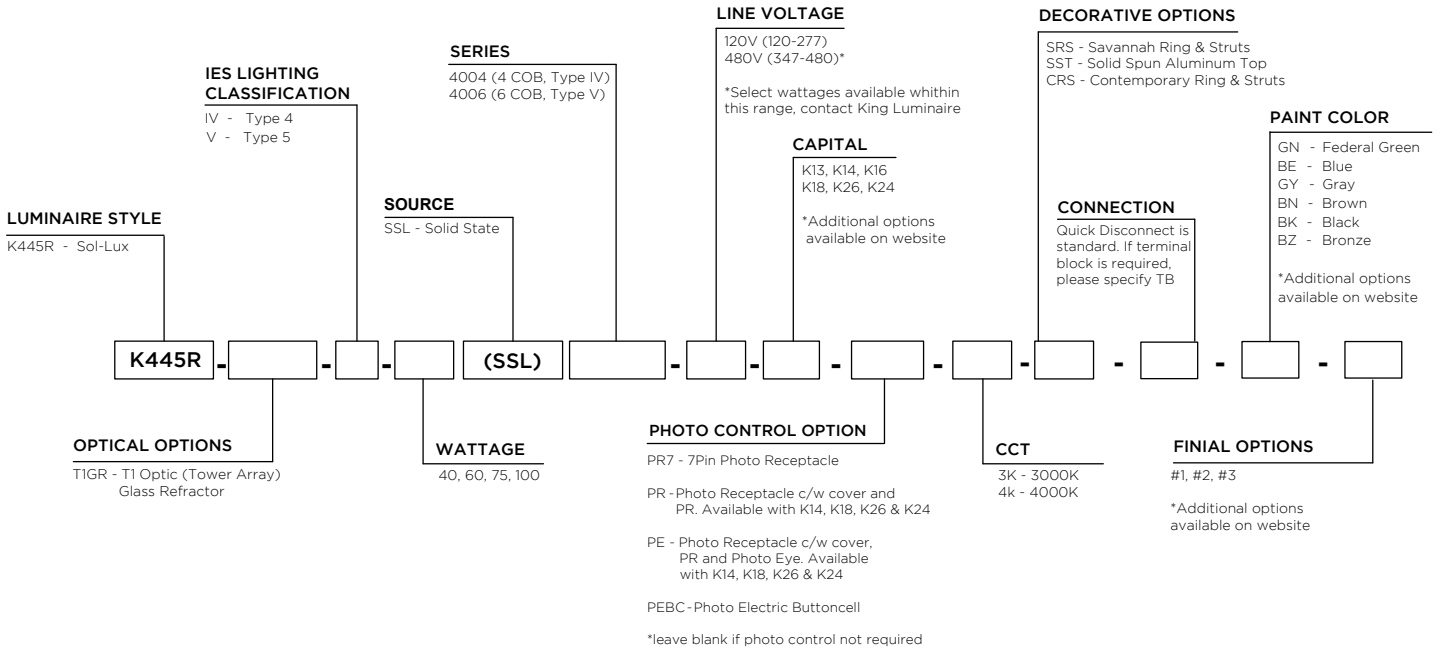 LINE VOLTAGE
120V (120-277)
480V (347-480)*
*Select wattages available whithin
this range, contact King Luminaire
DECORATIVE OPTIONS
SRS - Savannah Ring & Struts
SST - Solid Spun Aluminum Top
CRS - Contemporary Ring & Struts
SERIES
4004 (4 COB, Type IV)
4006 (6 COB, Type V)
IES LIGHTING
CLASSIFICATION
IV - Type 4
V - Type 5
PAINT COLOR
GN - Federal Green
BE - Blue
GY - Gray
BN - Brown
BK - Black
BZ - Bronze
*Additional options
available on website
CAPITAL
K13, K14, K16
K18, K26, K24
*Additional options
available on website
SOURCE
SSL - Solid State
CONNECTION
Quick Disconnect is
standard. If terminal
block is required,
please specify TB
LUMINAIRE STYLE
K445R - Sol-Lux
K445R - - - (SSL) - - - - - - - -
OPTICAL OPTIONS
T1GR - T1 Optic (Tower Array)
Glass Refractor
WATTAGE
40, 60, 75, 100
PHOTO CONTROL OPTION
PR7 - 7Pin Photo Receptacle
PR - Photo Receptacle c/w cover and
PR. Available with K14, K18, K26 & K24
PE - Photo Receptacle c/w cover,
PR and Photo Eye. Available
with K14, K18, K26 & K24
PEBC - Photo Electric Buttoncell
*leave blank if photo control not required
CCT
3K - 3000K
4k - 4000K
FINIAL OPTIONS
#1, #2, #3
*Additional options
available on website